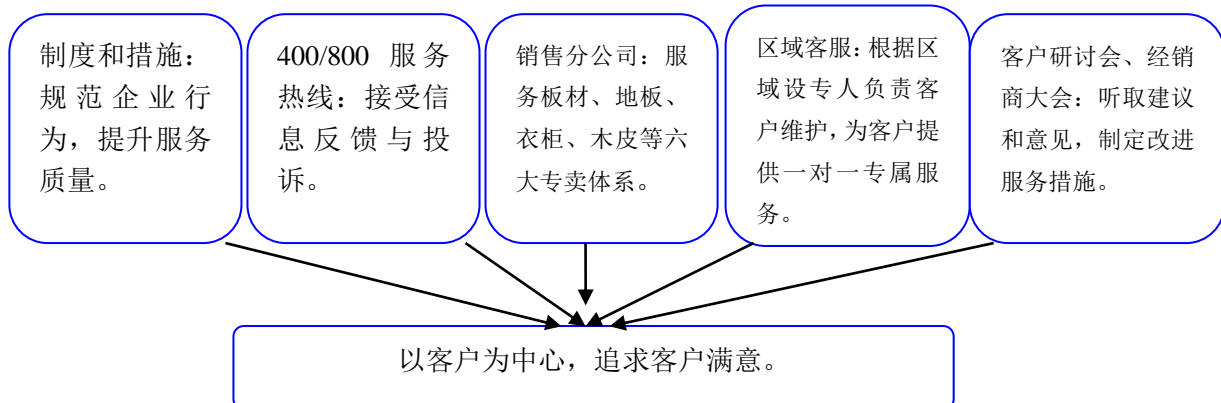 制度和措施：
规范企业行
为，提升服务
质量。
400/800 服务
热线：接受信
息反馈与投
诉。
销售分公司：服
务板材、地板、
衣柜、木皮等六
大专卖体系。
区域客服：根据区
域设专人负责客
户维护，为客户提
供一对一专属服
务。
客户研讨会、经销
商大会：听取建议
和意见，制定改进
服务措施。
以客户为中心，追求客户满意。